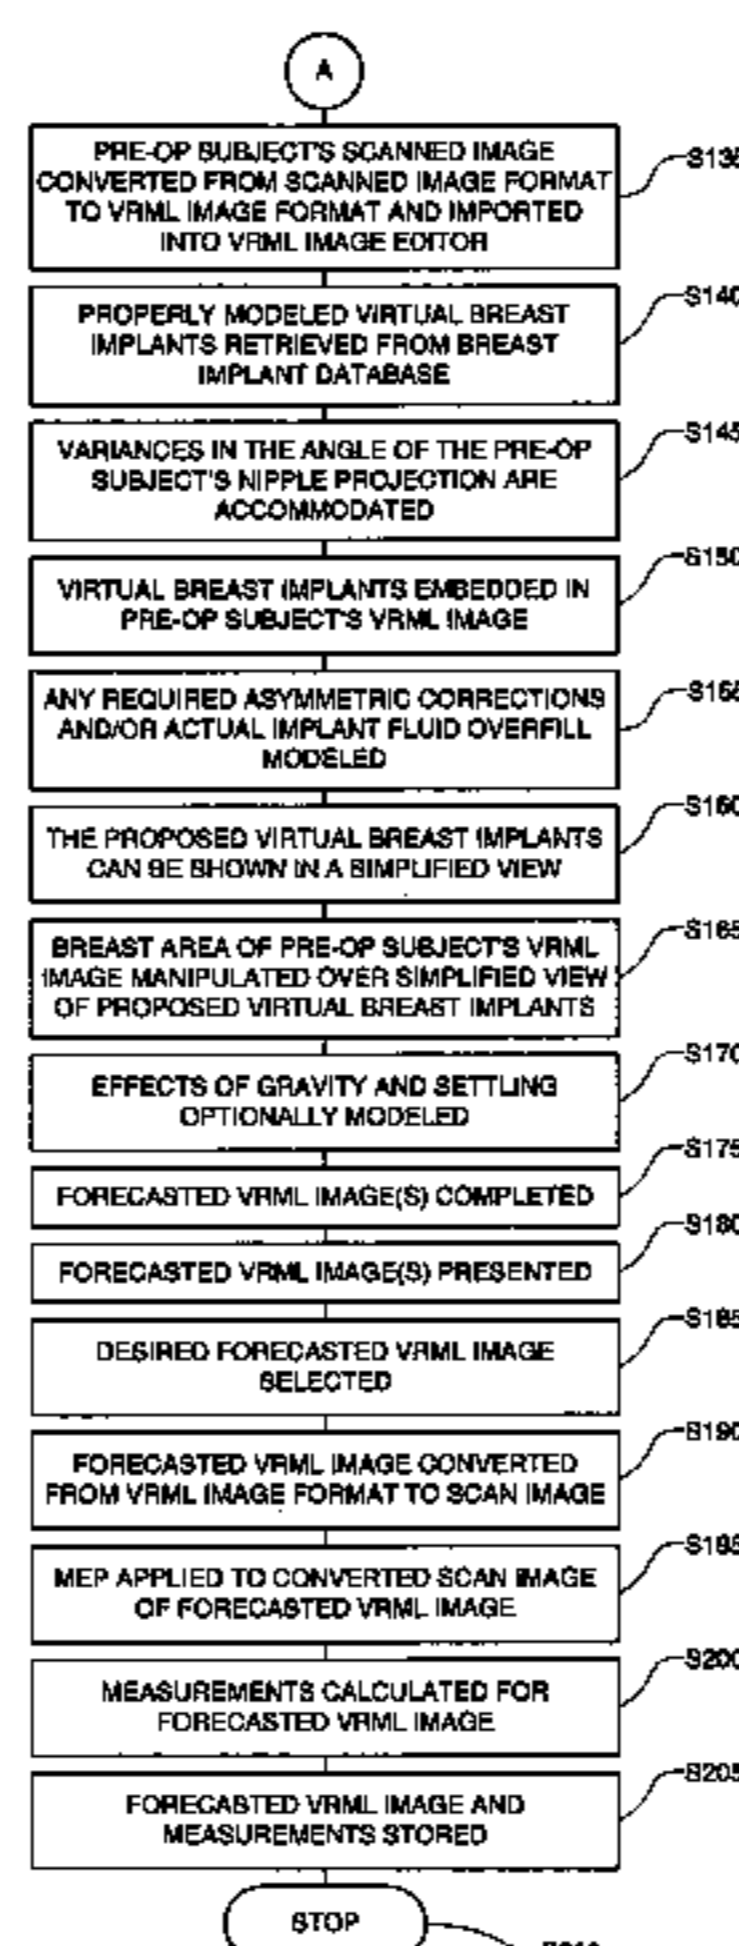 A
PRE-OP SUBJECT'S SCANNED IMAGE
CONVERTED FROM SCANNED IMAGE FORMAT
TO VRML IMAGE FORMAT AND IMPORTED
INTO VRML IMAGE EDITOR
S135
PROPERLY MODELED VIRTUAL BREAST
IMPLANTS RETRIEVED FROM BREAST
IMPLANT DATABASE
S140
VARIANCES IN THE ANGLE OF THE PRE-OP
SUBJECT'S NIPPLE PROJECTION ARE
ACCOMMODATED
S145
VIRTUAL BREAST IMPLANTS EMBEDDED IN
PRE-OP SUBJECT'S VRML IMAGE
S150
ANY REQUIRED ASYMMETRIC CORRECTIONS
AND/OR ACTUAL IMPLANT FLUID OVERFILL
MODELED
S155
THE PROPOSED VIRTUAL BREAST IMPLANTS
CAN BE SHOWN IN A SIMPLIFIED VIEW
S160
BREAST AREA OF PRE-OP SUBJECT'S VRML
IMAGE MANIPULATED OVER SIMPLIFIED VIEW
OF PROPOSED VIRTUAL BREAST IMPLANTS
S165
EFFECTS OF GRAVITY AND SETTLING
OPTIONALLY MODELED
S170
FORECASTED VRML IMAGE(S) COMPLETED
S175
FORECASTED VRML IMAGE(S) PRESENTED
S180
DESIRED FORECASTED VRML IMAGE
SELECTED
S185
FORECASTED VRML IMAGE CONVERTED
FROM VRML IMAGE FORMAT TO SCAN IMAGE
S190
MEP APPLIED TO CONVERTED SCAN IMAGE
OF FORECASTED VRML IMAGE
S195
MEASUREMENTS CALCULATED FOR
FORECASTED VRML IMAGE
S200
FORECASTED VRML IMAGE AND
MEASUREMENTS STORED
S205
STOP